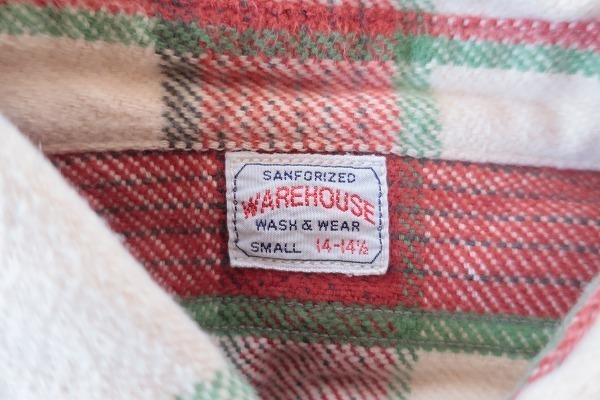 SANFORIZED
WAREHOUSE
WASH & WEAR
SMALL 14-14½